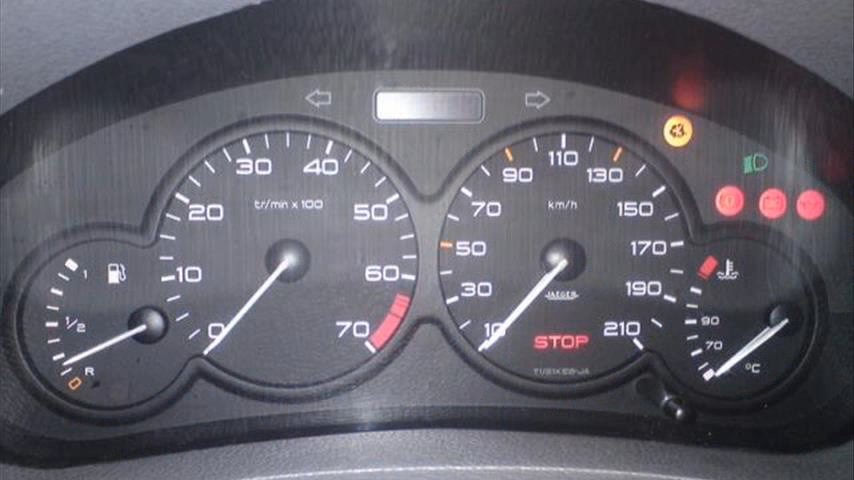 30 40
20 tr/min x 100 50
10 60
0 70
90 110 130
70 km/h 150
50 170
30 190
JAEGER
10 STOP 210
1
1/2
R
90
70
°C